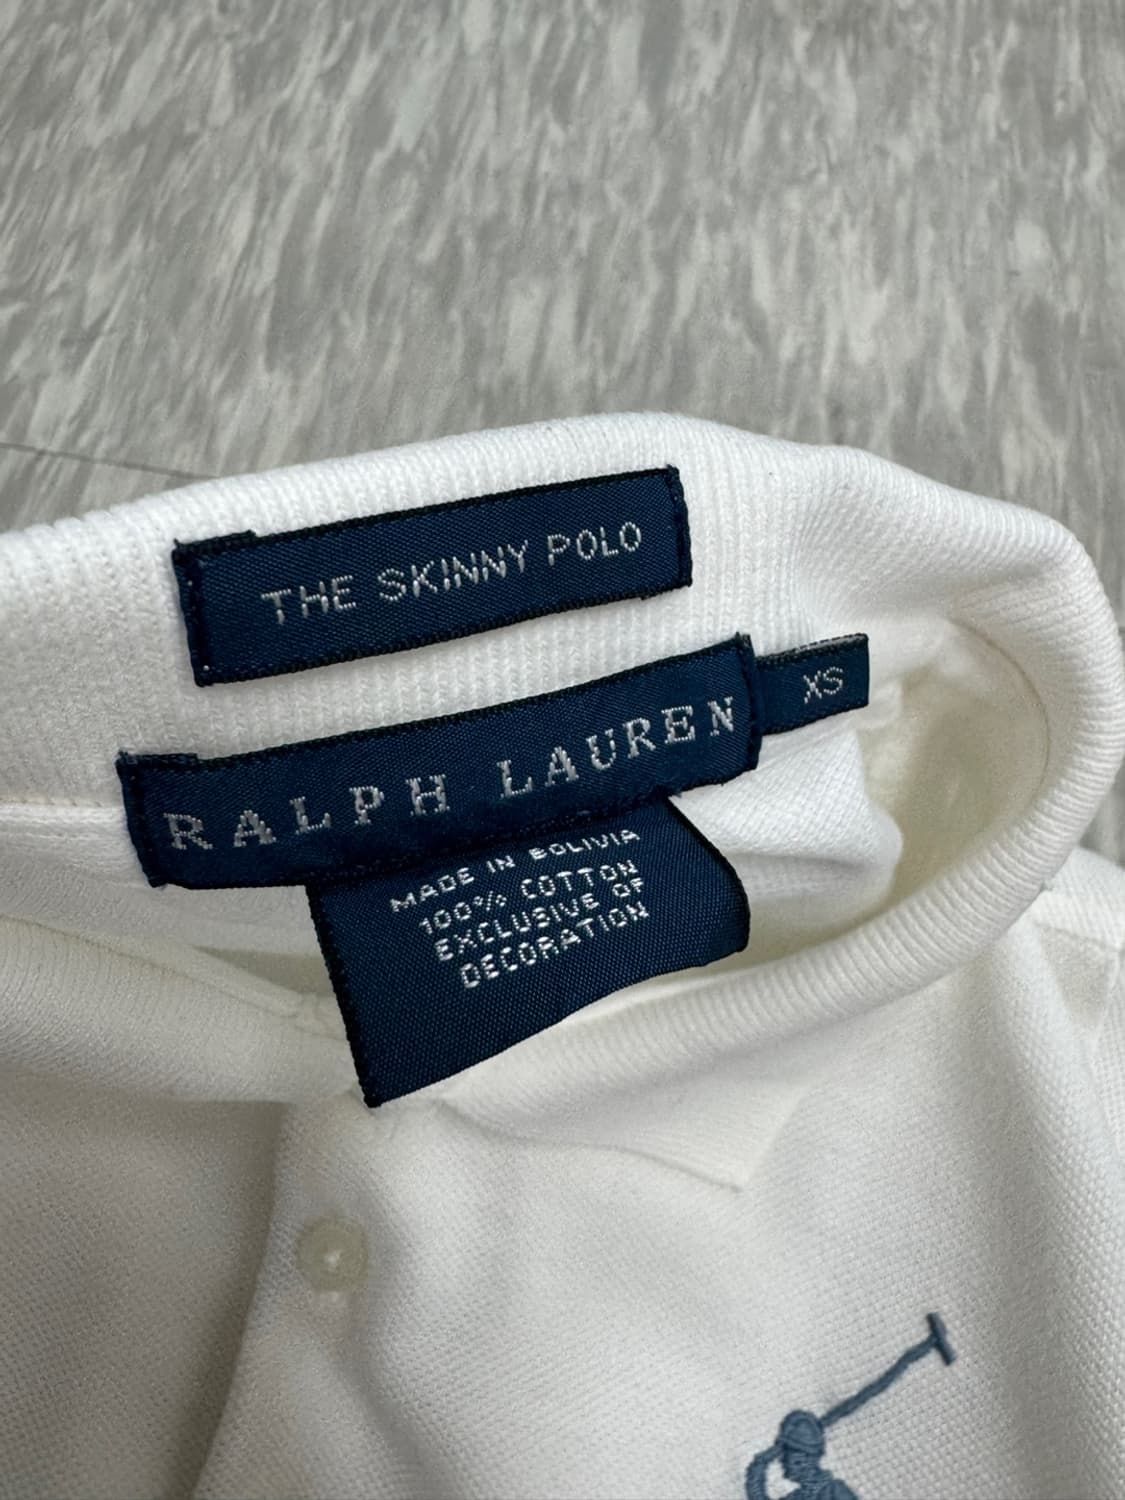 THE SKINNY POLO
RALPH LAUREN
XS
MADE IN BOLIVIA
100% COTTON
EXCLUSIVE OF
DECORATION